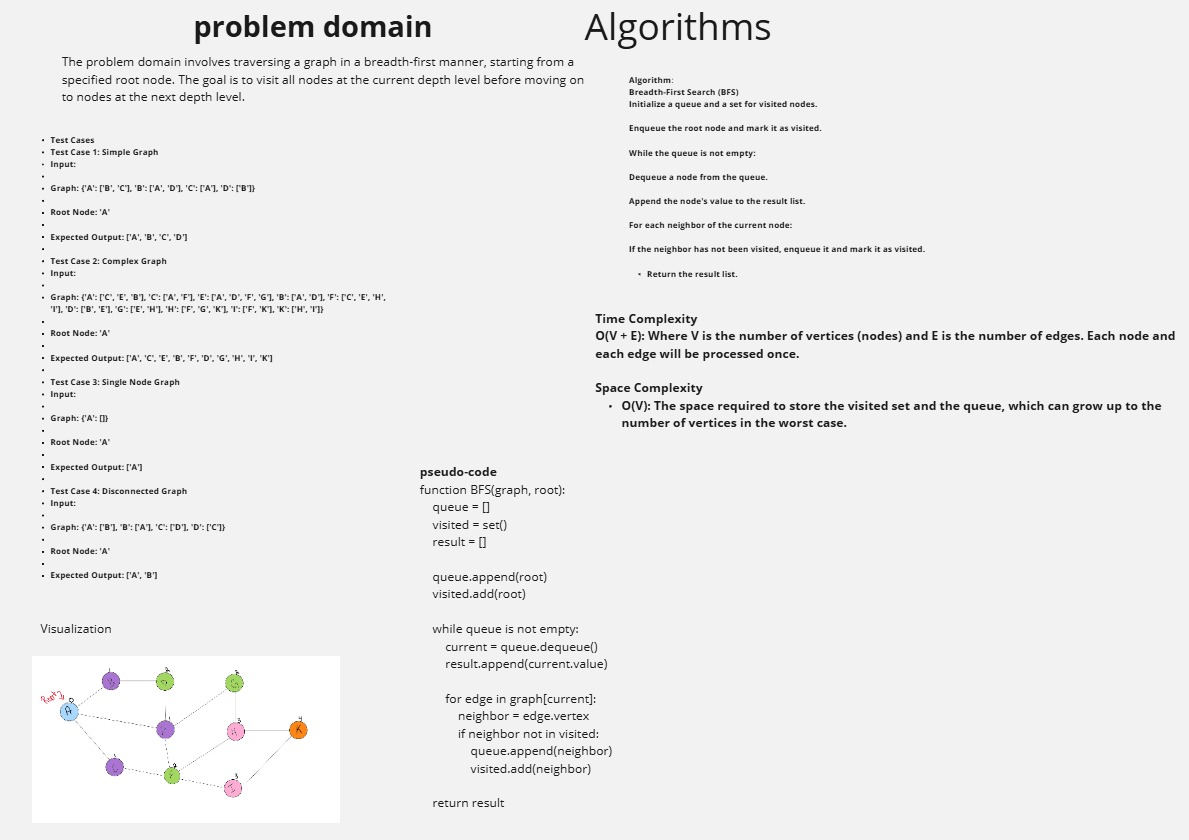 problem domain
The problem domain involves traversing a graph in a breadth-first manner, starting from a
specified root node. The goal is to visit all nodes at the current depth level before moving on
to nodes at the next depth level.
• Test Cases
• Test Case 1: Simple Graph
• Input:
•
• Graph: {'A': ['B', 'C'], 'B': ['A', 'D'], 'C': ['A'], 'D': ['B']}
•
• Root Node: 'A'
•
• Expected Output: ['A', 'B', 'C', 'D']
•
• Test Case 2: Complex Graph
• Input:
•
• Graph: {'A': ['C', 'E', 'B'], 'C': ['A', 'F'], 'E': ['A', 'D', 'F', 'G'], 'B': ['A', 'D'], 'F': ['C', 'E', 'H',
'I'], 'D': ['B', 'E'], 'G': ['E', 'H'], 'H': ['F', 'G', 'K'], 'I': ['F', 'K'], 'K': ['H', 'I']}
•
• Root Node: 'A'
•
• Expected Output: ['A', 'C', 'E', 'B', 'F', 'D', 'G', 'H', 'I', 'K']
•
• Test Case 3: Single Node Graph
• Input:
•
• Graph: {'A': []}
•
• Root Node: 'A'
•
• Expected Output: ['A']
•
• Test Case 4: Disconnected Graph
• Input:
•
• Graph: {'A': ['B'], 'B': ['A'], 'C': ['D'], 'D': ['C']}
•
• Root Node: 'A'
•
• Expected Output: ['A', 'B']
Visualization
Root
A
0
K
4
Algorithms
Algorithm:
Breadth-First Search (BFS)
Initialize a queue and a set for visited nodes.
Enqueue the root node and mark it as visited.
While the queue is not empty:
Dequeue a node from the queue.
Append the node's value to the result list.
For each neighbor of the current node:
If the neighbor has not been visited, enqueue it and mark it as visited.
• Return the result list.
Time Complexity
O(V + E): Where V is the number of vertices (nodes) and E is the number of edges. Each node and
each edge will be processed once.
Space Complexity
• O(V): The space required to store the visited set and the queue, which can grow up to the
number of vertices in the worst case.
pseudo-code
function BFS(graph, root):
queue = []
visited = set()
result = []
queue.append(root)
visited.add(root)
while queue is not empty:
current = queue.dequeue()
result.append(current.value)
for edge in graph[current]:
neighbor = edge.vertex
if neighbor not in visited:
queue.append(neighbor)
visited.add(neighbor)
return result